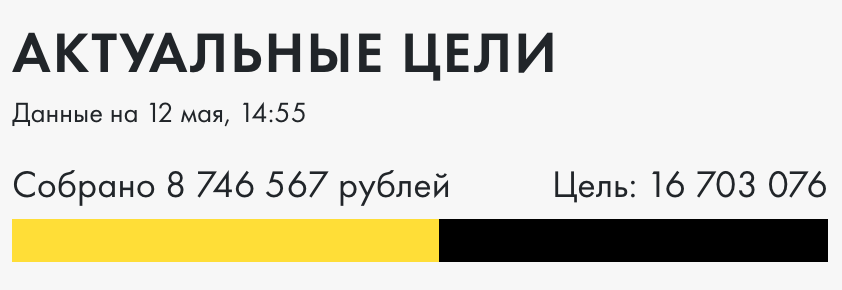 АКТУАЛЬНЫЕ ЦЕЛИ
Данные на 12 мая, 14:55
Собрано 8 746 567 рублей Цель: 16 703 076